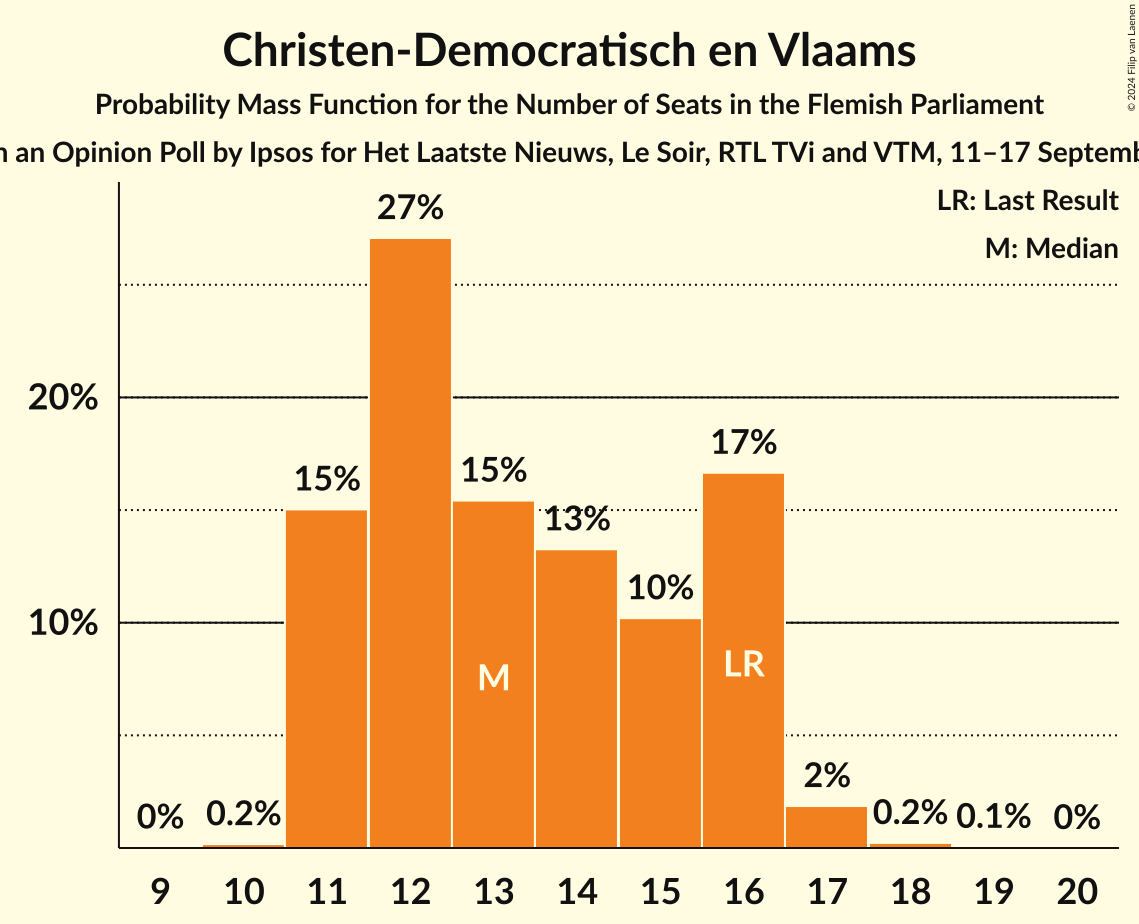 Christen-Democratisch en Vlaams
Probability Mass Function for the Number of Seats in the Flemish Parliament
an Opinion Poll by Ipsos for Het Laatste Nieuws, Le Soir, RTL TVi and VTM, 11–17
© 2024 Filip van Laenen
LR: Last Result
M: Median
27%
20%
17%
15%
15%
13%
10%
10%
M
LR
2%
0%
0.2%
0.2%
0.1%
0%
9 10 11 12 13 14 15 16 17 18 19 20